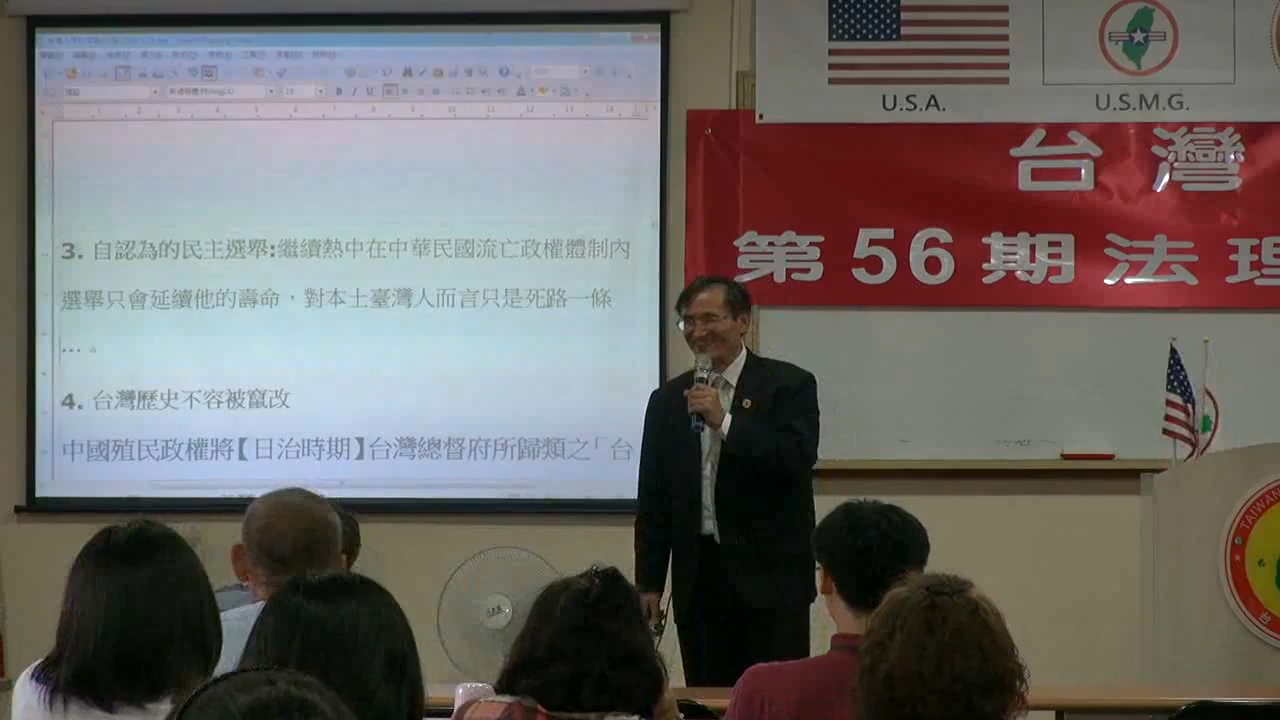 U.S.A.
U.S.M.G.
台灣
第56期法理
3. 自認為的民主選舉:繼續熱中在中華民國流亡政權體制內
選舉只會延續他的壽命，對本土臺灣人而言只是死路一條
… 。
4. 台灣歷史不容被竄改
中國殖民政權將【日治時期】台灣總督府所歸類之「台
TAIWAN